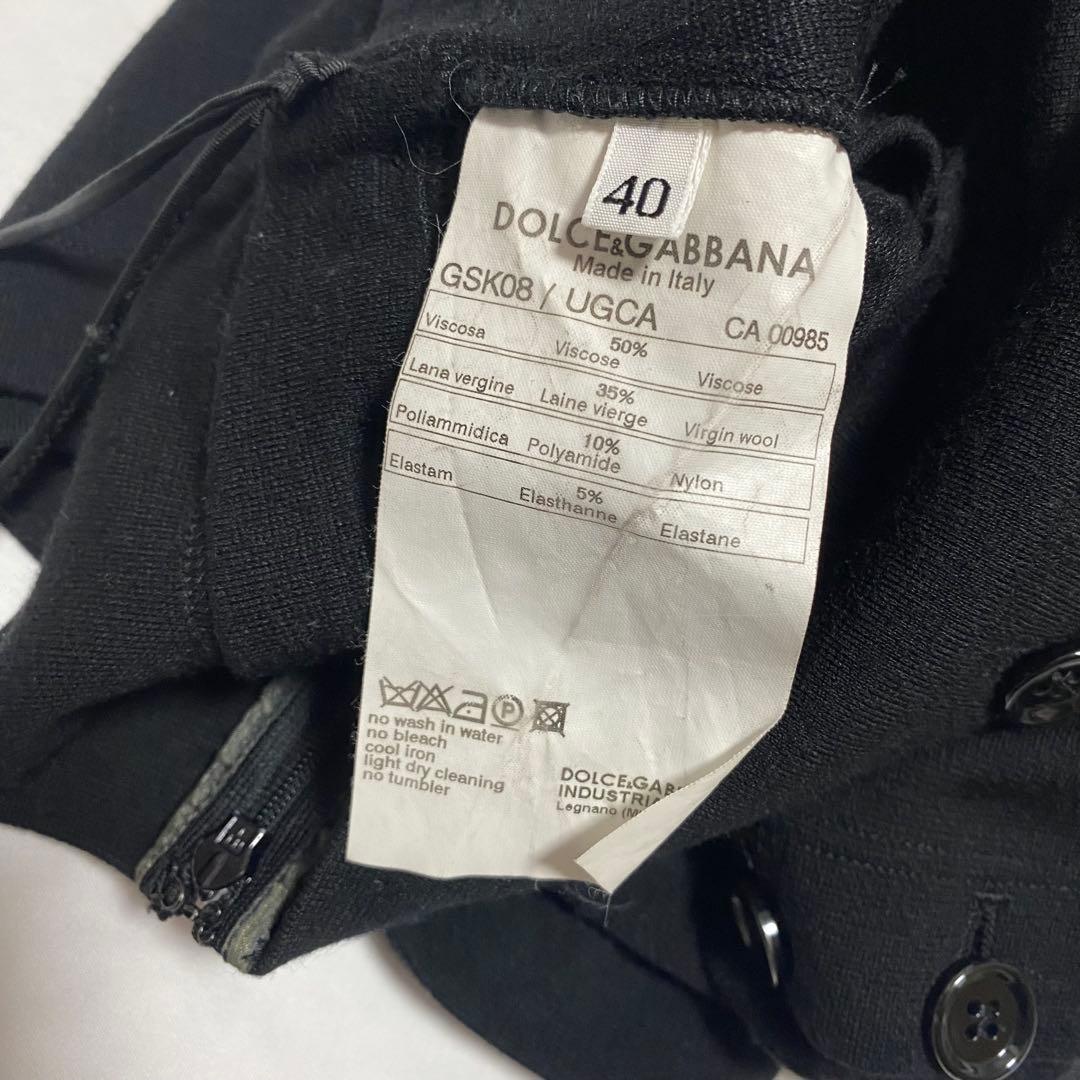 40
DOLCE&GABBANA
Made in Italy
GSK08 / UGCA CA 00985
Viscosa 50% Viscose Viscose
Lana vergine 35% Laine vierge Virgin wool
Poliammidica 10% Polyamide Nylon
Elastam 5% Elasthanne Elastane
P
no wash in water
no bleach
cool iron
light dry cleaning
no tumbler
DOLCE&GAB
INDUSTRIA
Legnano (M